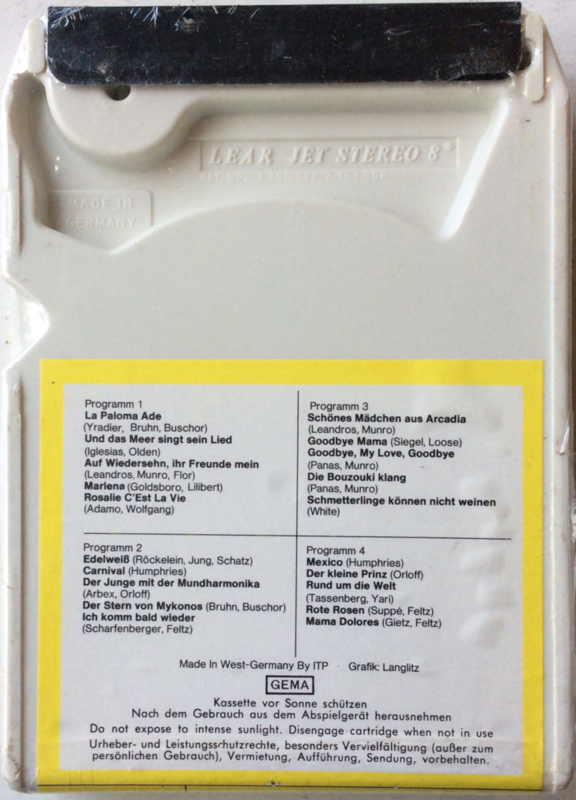 LEAR JET STEREO 8®
MADE IN
GERMANY
Programm 1
La Paloma Ade
(Yradier, Bruhn, Buschor)
Und das Meer singt sein Lied
(Iglesias, Olden)
Auf Wiedersehn, ihr Freunde mein
(Leandros, Munro, Flor)
Marlena (Goldsboro, Lilibert)
Rosalie C'Est La Vie
(Adamo, Wolfgang)
Programm 2
Edelweiß (Röckelein, Jung, Schatz)
Carnival (Humphries)
Der Junge mit der Mundharmonika
(Arbex, Orloff)
Der Stern von Mykonos (Bruhn, Buschor)
Ich komm bald wieder
(Scharfenberger, Feltz)
Programm 3
Schönes Mädchen aus Arcadia
(Leandros, Munro)
Goodbye Mama (Siegel, Loose)
Goodbye, My Love, Goodbye
(Panas, Munro)
Die Bouzouki klang
(Panas, Munro)
Schmetterlinge können nicht weinen
(White)
Programm 4
Mexico (Humphries)
Der kleine Prinz (Orloff)
Rund um die Welt
(Tassenberg, Yari)
Rote Rosen (Suppé, Feltz)
Mama Dolores (Gietz, Feltz)
Made In West-Germany By ITP · Grafik: Langlitz
GEMA
Kassette vor Sonne schützen
Nach dem Gebrauch aus dem Abspielgerät herausnehmen
Do not expose to intense sunlight. Disengage cartridge when not in use
Urheber- und Leistungsschutzrechte, besonders Vervielfältigung (außer zum
persönlichen Gebrauch), Vermietung, Aufführung, Sendung, vorbehalten.